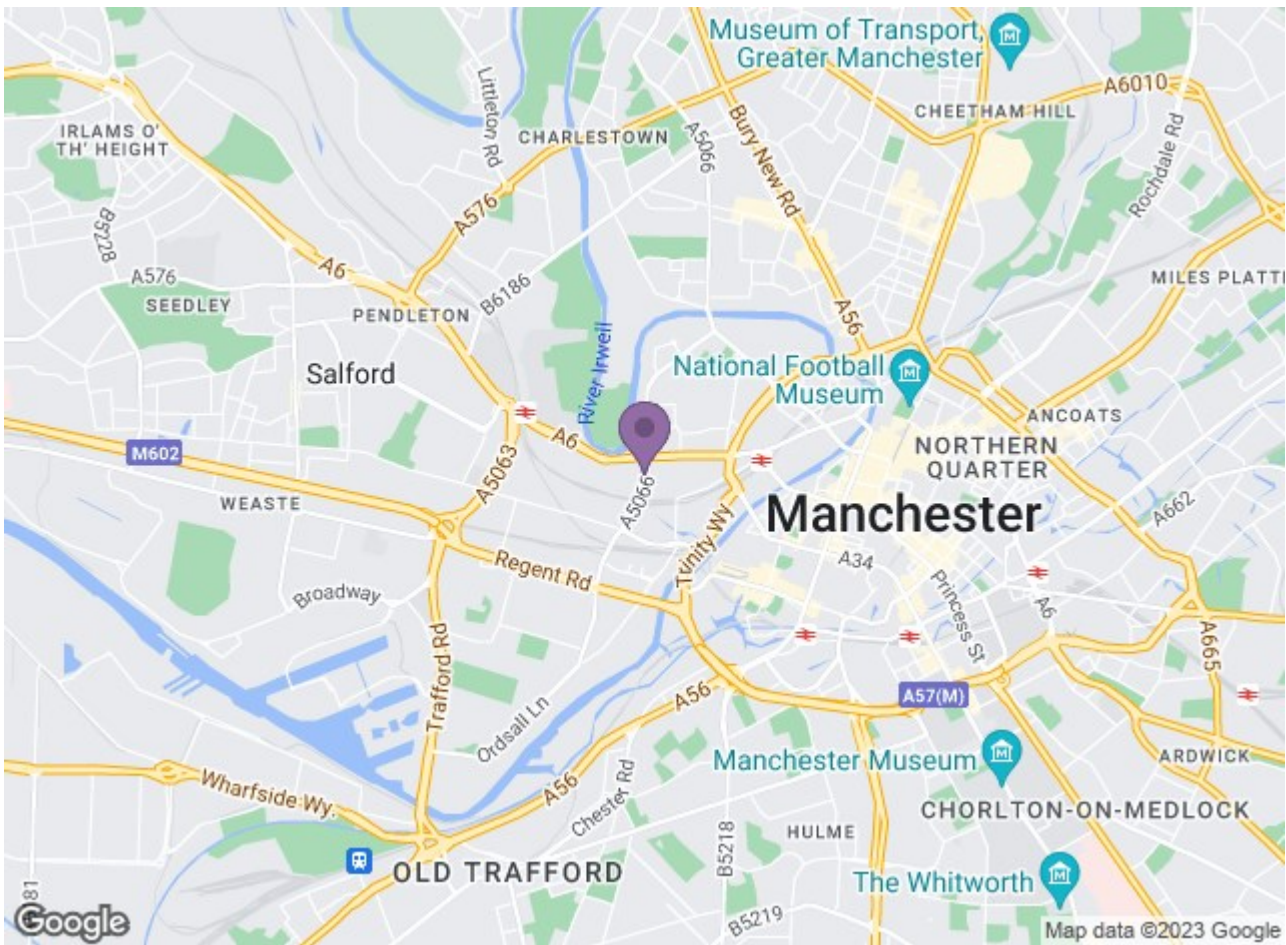 Museum of Transport,
Greater Manchester
A6010
CHEETHAM HILL
Littleton Rd
IRLAMS O'
TH' HEIGHT
CHARLESTOWN
A5066
Bury New Rd
Rochdale Rd
A576
B5228
A6
A576
SEEDLEY
B6186
MILES PLATTI
PENDLETON
A56
River Irwell
National Football
Museum
Salford
ANCOATS
A6
NORTHERN
QUARTER
M602
A5063
WEASTE
A5066
Trinity Wy
Manchester
A662
A34
Regent Rd
Princess St
A6
Broadway
A665
Trafford Rd
A56
A57(M)
Ordsall Ln
Manchester Museum
ARDWICK
Wharfside Wy.
A56
Chester Rd
CHORLTON-ON-MEDLOCK
B5218
HULME
OLD TRAFFORD
The Whitworth
081
B5219
Google
Map data ©2023 Google